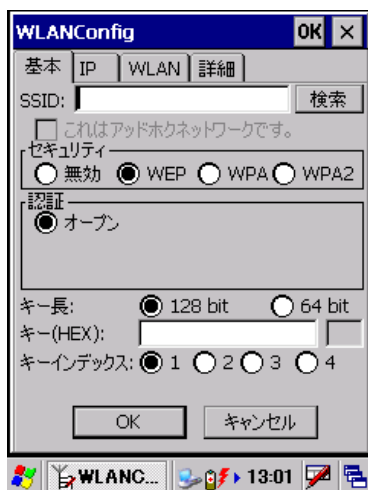 WLANConfig OK ×
基本 IP WLAN 詳細
SSID: 検索
これはアッドホクネットワークです。
セキュリティ
無効 WEP WPA WPA2
認証
オープン
キー長: 128 bit 64 bit
キー(HEX):
キーインデックス: 1 2 3 4
OK キャンセル
WLANC... 13:01